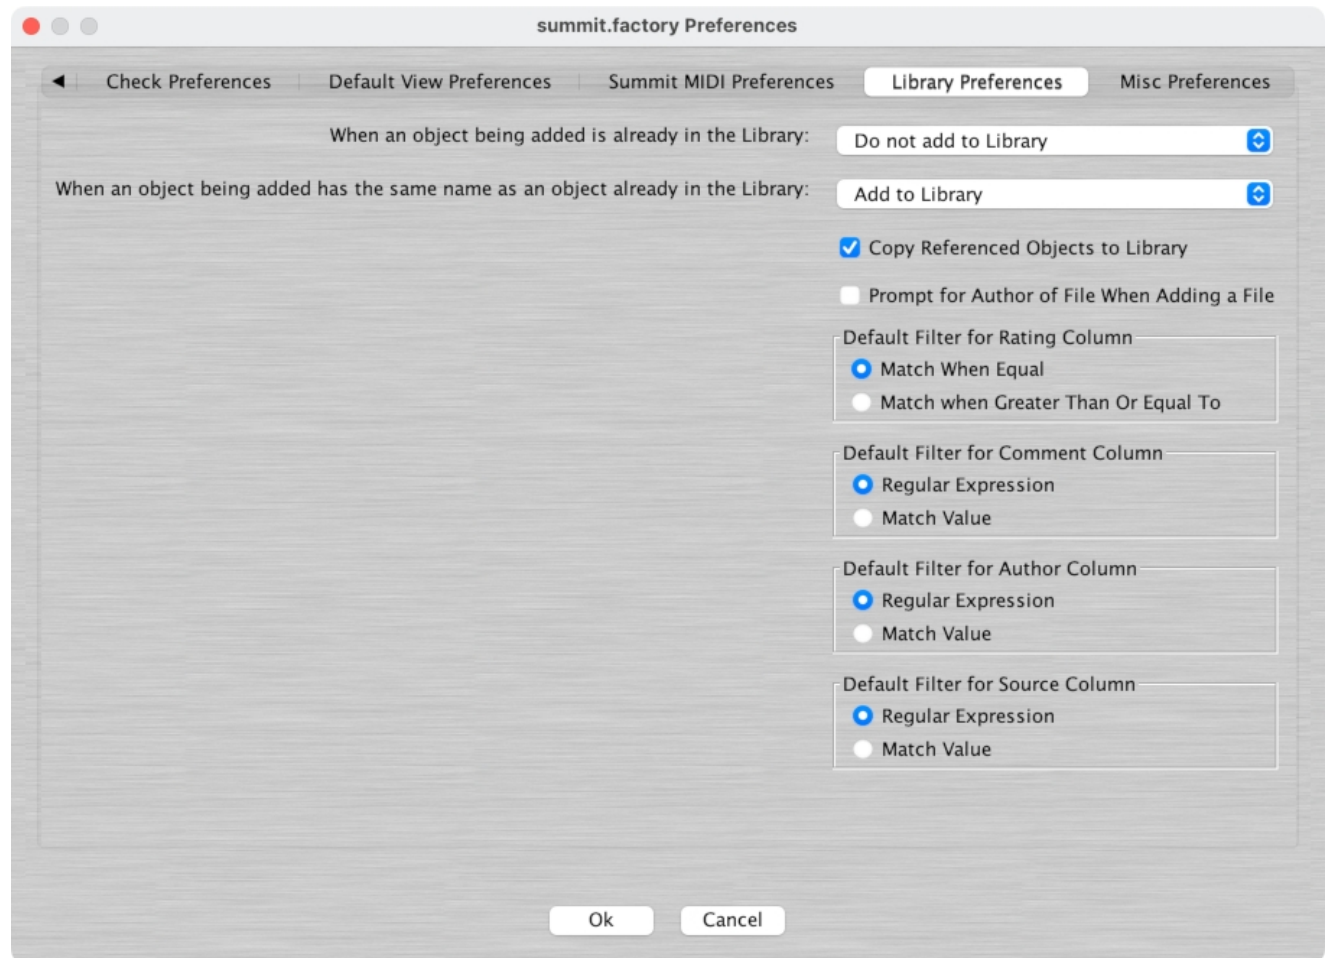 summit.factory Preferences
Check Preferences Default View Preferences Summit MIDI Preferences Library Preferences Misc Preferences
When an object being added is already in the Library: Do not add to Library
When an object being added has the same name as an object already in the Library: Add to Library
Copy Referenced Objects to Library
Prompt for Author of File When Adding a File
Default Filter for Rating Column
Match When Equal
Match when Greater Than Or Equal To
Default Filter for Comment Column
Regular Expression
Match Value
Default Filter for Author Column
Regular Expression
Match Value
Default Filter for Source Column
Regular Expression
Match Value
Ok Cancel